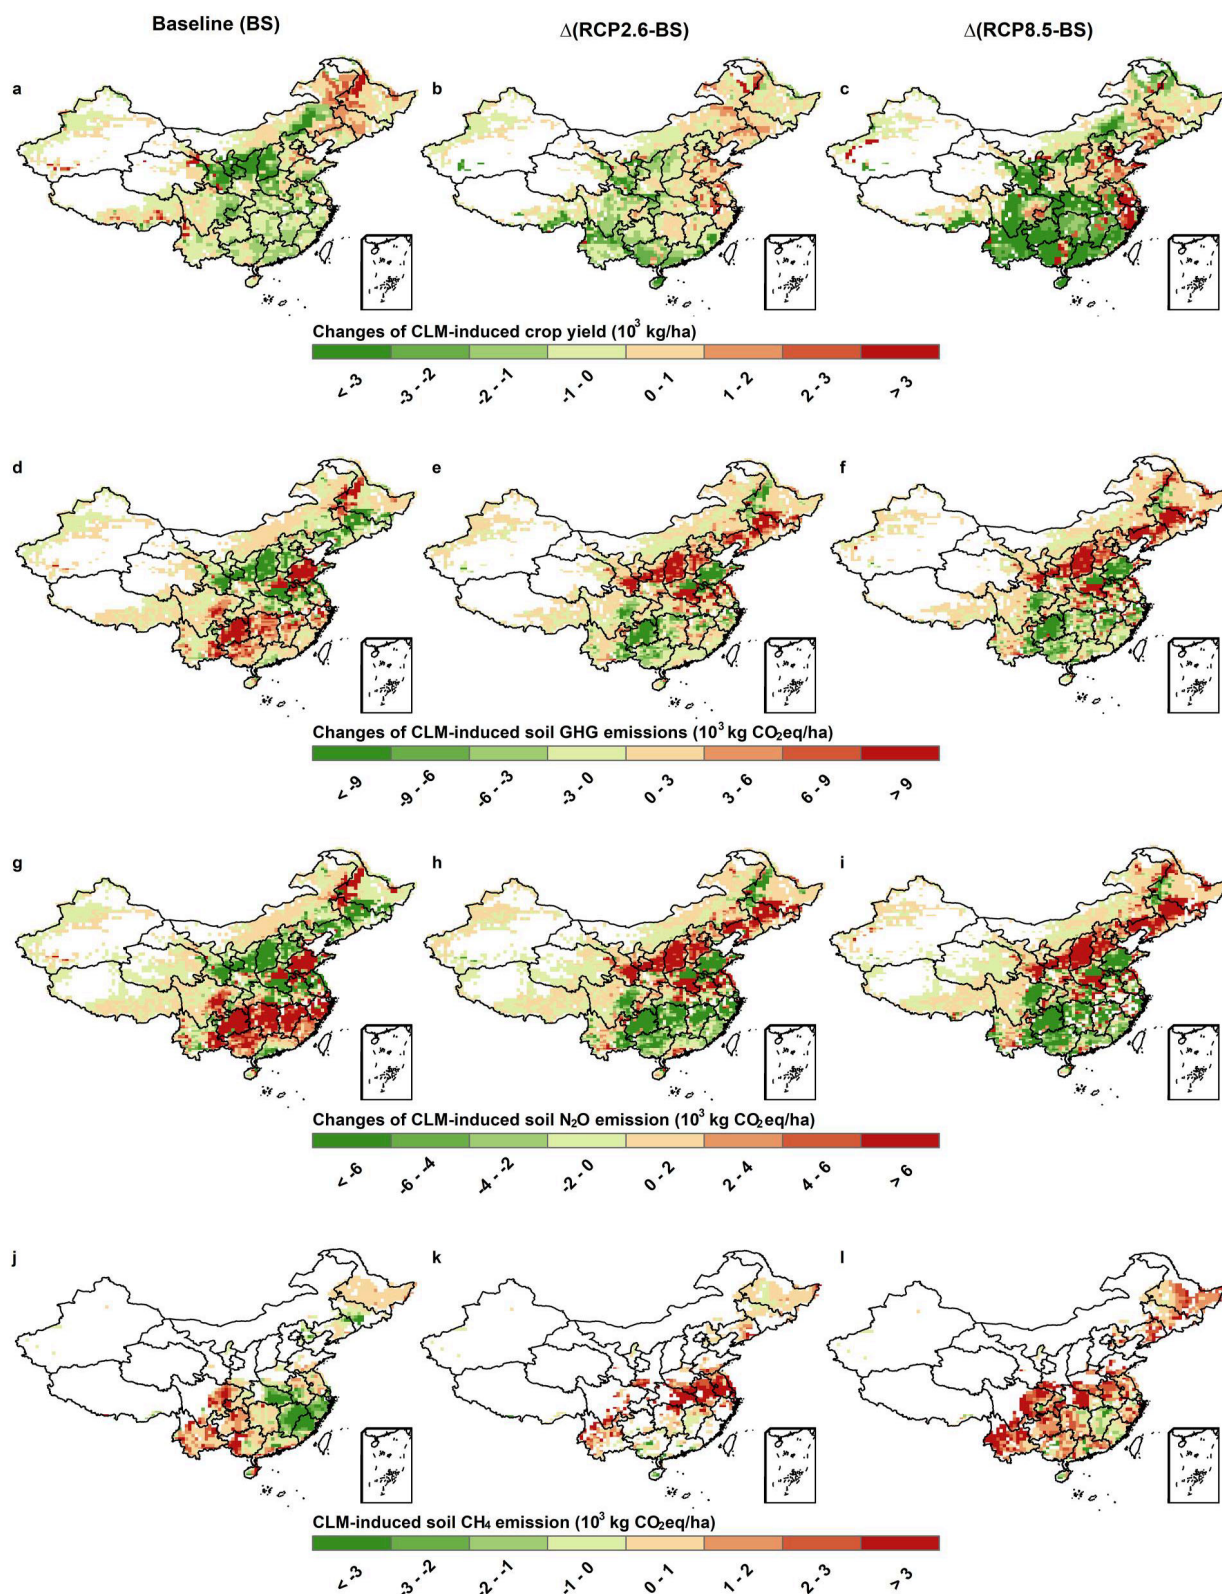 Baseline (BS)
Δ(RCP2.6-BS)
Δ(RCP8.5-BS)
a
b
c
Changes of CLM-induced crop yield (10³ kg/ha)
< -3
-3 - -2
-2 - -1
-1 - 0
0 - 1
1 - 2
2 - 3
> 3
d
e
f
Changes of CLM-induced soil GHG emissions (10³ kg CO₂eq/ha)
< -9
-9 - -6
-6 - -3
-3 - 0
0 - 3
3 - 6
6 - 9
> 9
g
h
i
Changes of CLM-induced soil N₂O emission (10³ kg CO₂eq/ha)
< -6
-6 - -4
-4 - -2
-2 - 0
0 - 2
2 - 4
4 - 6
> 6
j
k
l
CLM-induced soil CH₄ emission (10³ kg CO₂eq/ha)
< -3
-3 - -2
-2 - -1
-1 - 0
0 - 1
1 - 2
2 - 3
> 3